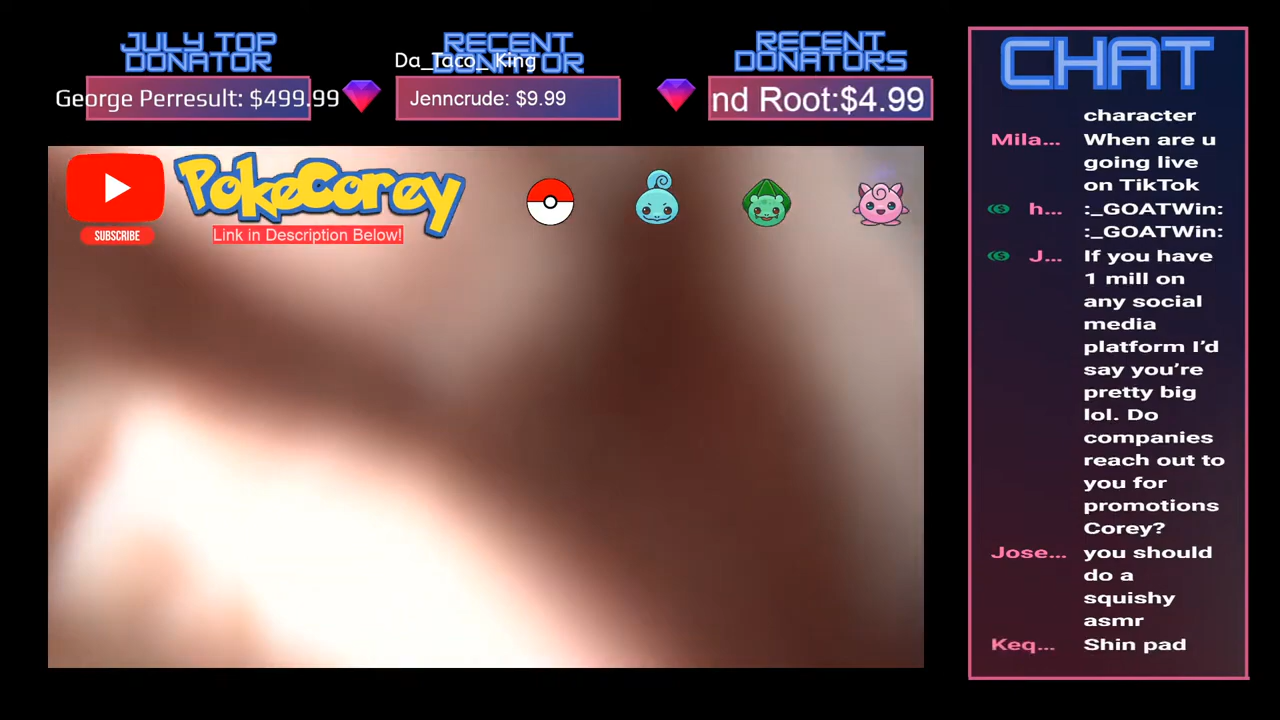 JULY TOP
DONATOR
George Perresult: $499.99
RECENT
DONATOR
Da_Taco_ King
Jenncrude: $9.99
RECENT
DONATORS
nd Root:$4.99
SUBSCRIBE
PokeCorey
Link in Description Below!
CHAT
character
Mila... When are u
going live
on TikTok
h... :_GOATWin:
:_GOATWin:
J... If you have
1 mill on
any social
media
platform I'd
say you're
pretty big
lol. Do
companies
reach out to
you for
promotions
Corey?
Jose... you should
do a
squishy
asmr
Keq... Shin pad